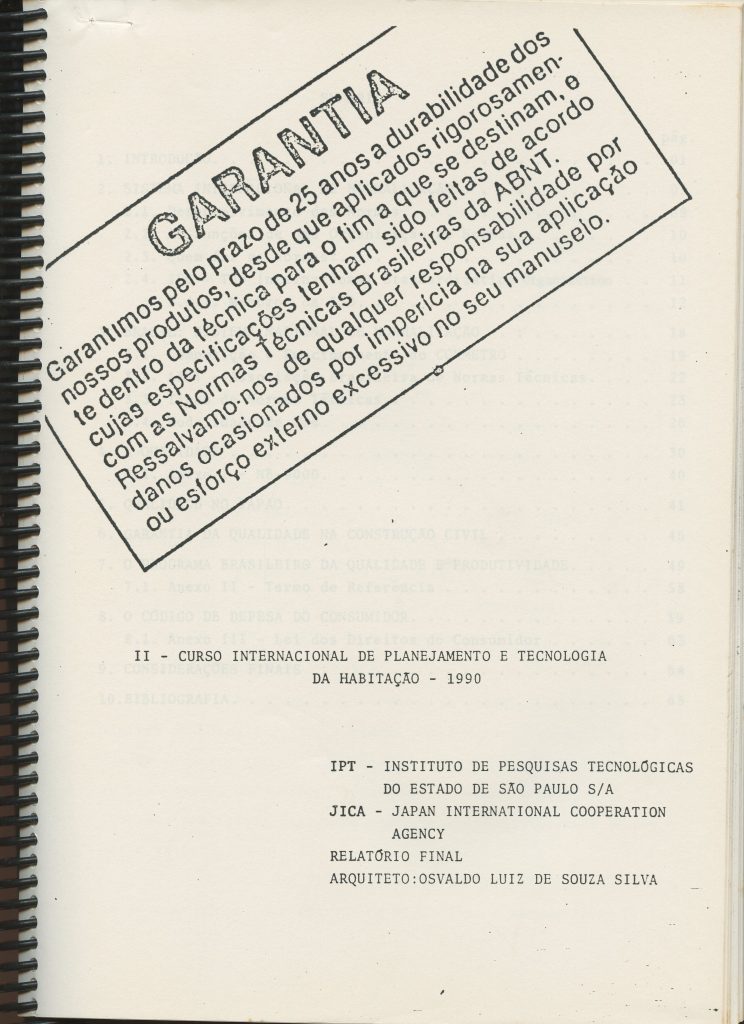 GARANTIA
Garantimos pelo prazo de 25 anos a durabilidade dos
nossos produtos, desde que aplicados rigorosamen-
te dentro da técnica para o fim a que se destinam, e
cujas especificações tenham sido feitas de acordo
com as Normas Técnicas Brasileiras da ABNT.
Ressalvamo-nos de qualquer responsabilidade por
danos ocasionados por imperícia na sua aplicação
ou esforço externo excessivo no seu manuseio.
II - CURSO INTERNACIONAL DE PLANEJAMENTO E TECNOLOGIA
DA HABITAÇÃO - 1990
IPT - INSTITUTO DE PESQUISAS TECNOLÓGICAS
DO ESTADO DE SÃO PAULO S/A
JICA - JAPAN INTERNATIONAL COOPERATION
AGENCY
RELATÓRIO FINAL
ARQUITETO:OSVALDO LUIZ DE SOUZA SILVA